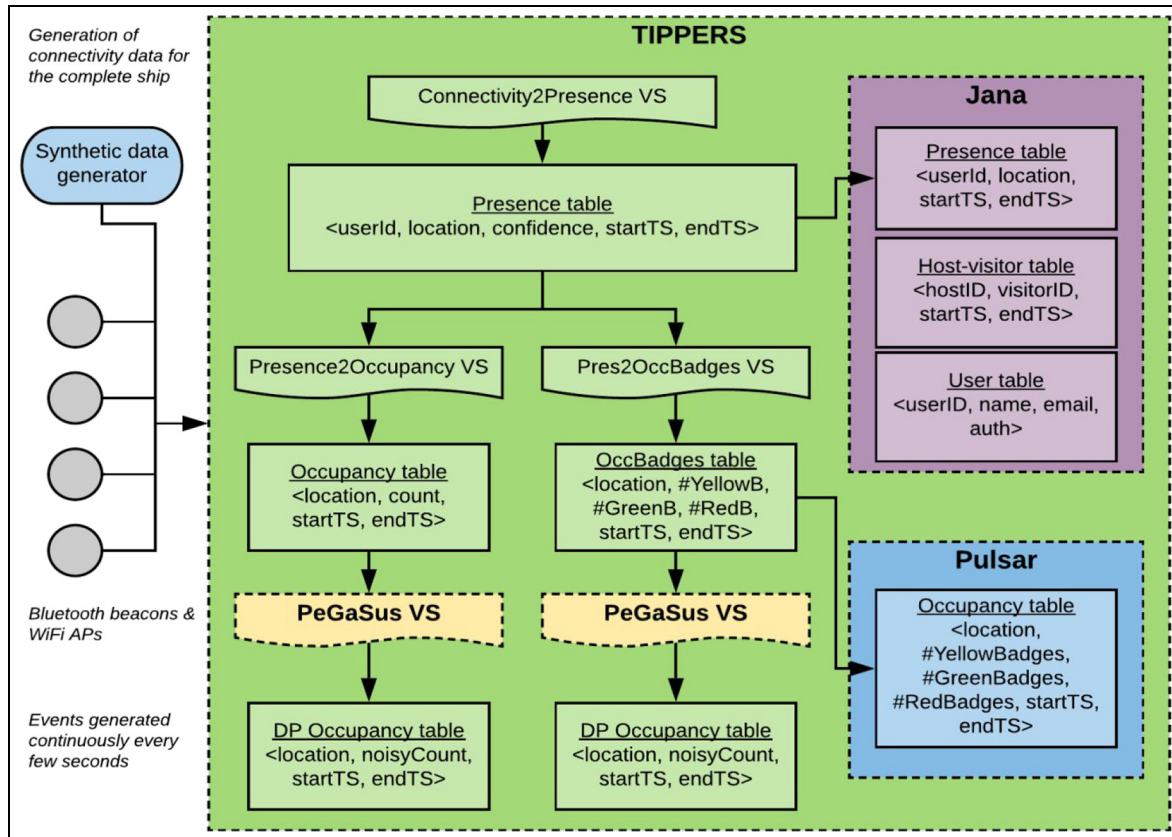 Generation of
connectivity data for
the complete ship
Synthetic data
generator
Bluetooth beacons &
WiFi APs
Events generated
continuously every
few seconds
TIPPERS
Connectivity2Presence VS
Presence table
<userId, location, confidence, startTS, endTS>
Presence2Occupancy VS
Pres2OccBadges VS
Occupancy table
<location, count,
startTS, endTS>
OccBadges table
<location, #YellowB,
#GreenB, #RedB,
startTS, endTS>
PeGaSus VS
PeGaSus VS
DP Occupancy table
<location, noisyCount,
startTS, endTS>
DP Occupancy table
<location, noisyCount,
startTS, endTS>
Jana
Presence table
<userId, location,
startTS, endTS>
Host-visitor table
<hostID, visitorID,
startTS, endTS>
User table
<userID, name, email,
auth>
Pulsar
Occupancy table
<location,
#YellowBadges,
#GreenBadges,
#RedBadges, startTS,
endTS>